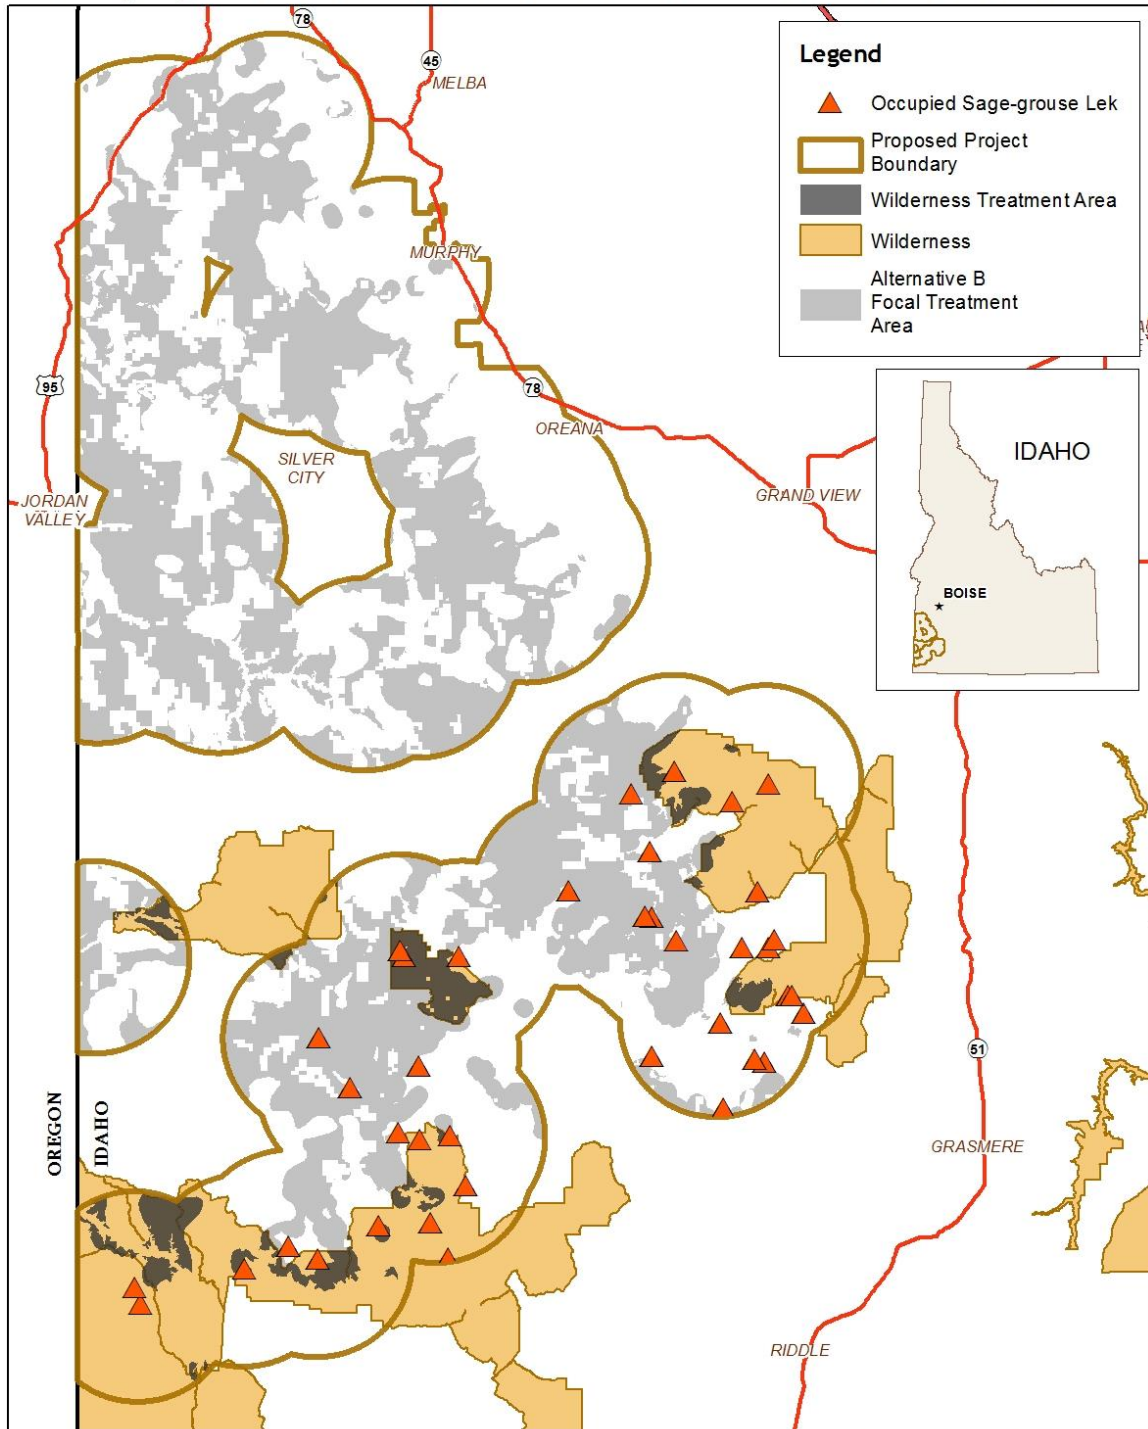 78
45
MELBA
Legend
Occupied Sage-grouse Lek
Proposed Project
Boundary
Wilderness Treatment Area
Wilderness
Alternative B
Focal Treatment
Area
MURPHY
95
78
OREANA
SILVER
CITY
GRAND VIEW
JORDAN
VALLEY
IDAHO
BOISE
51
OREGON
IDAHO
GRASMERE
RIDDLE